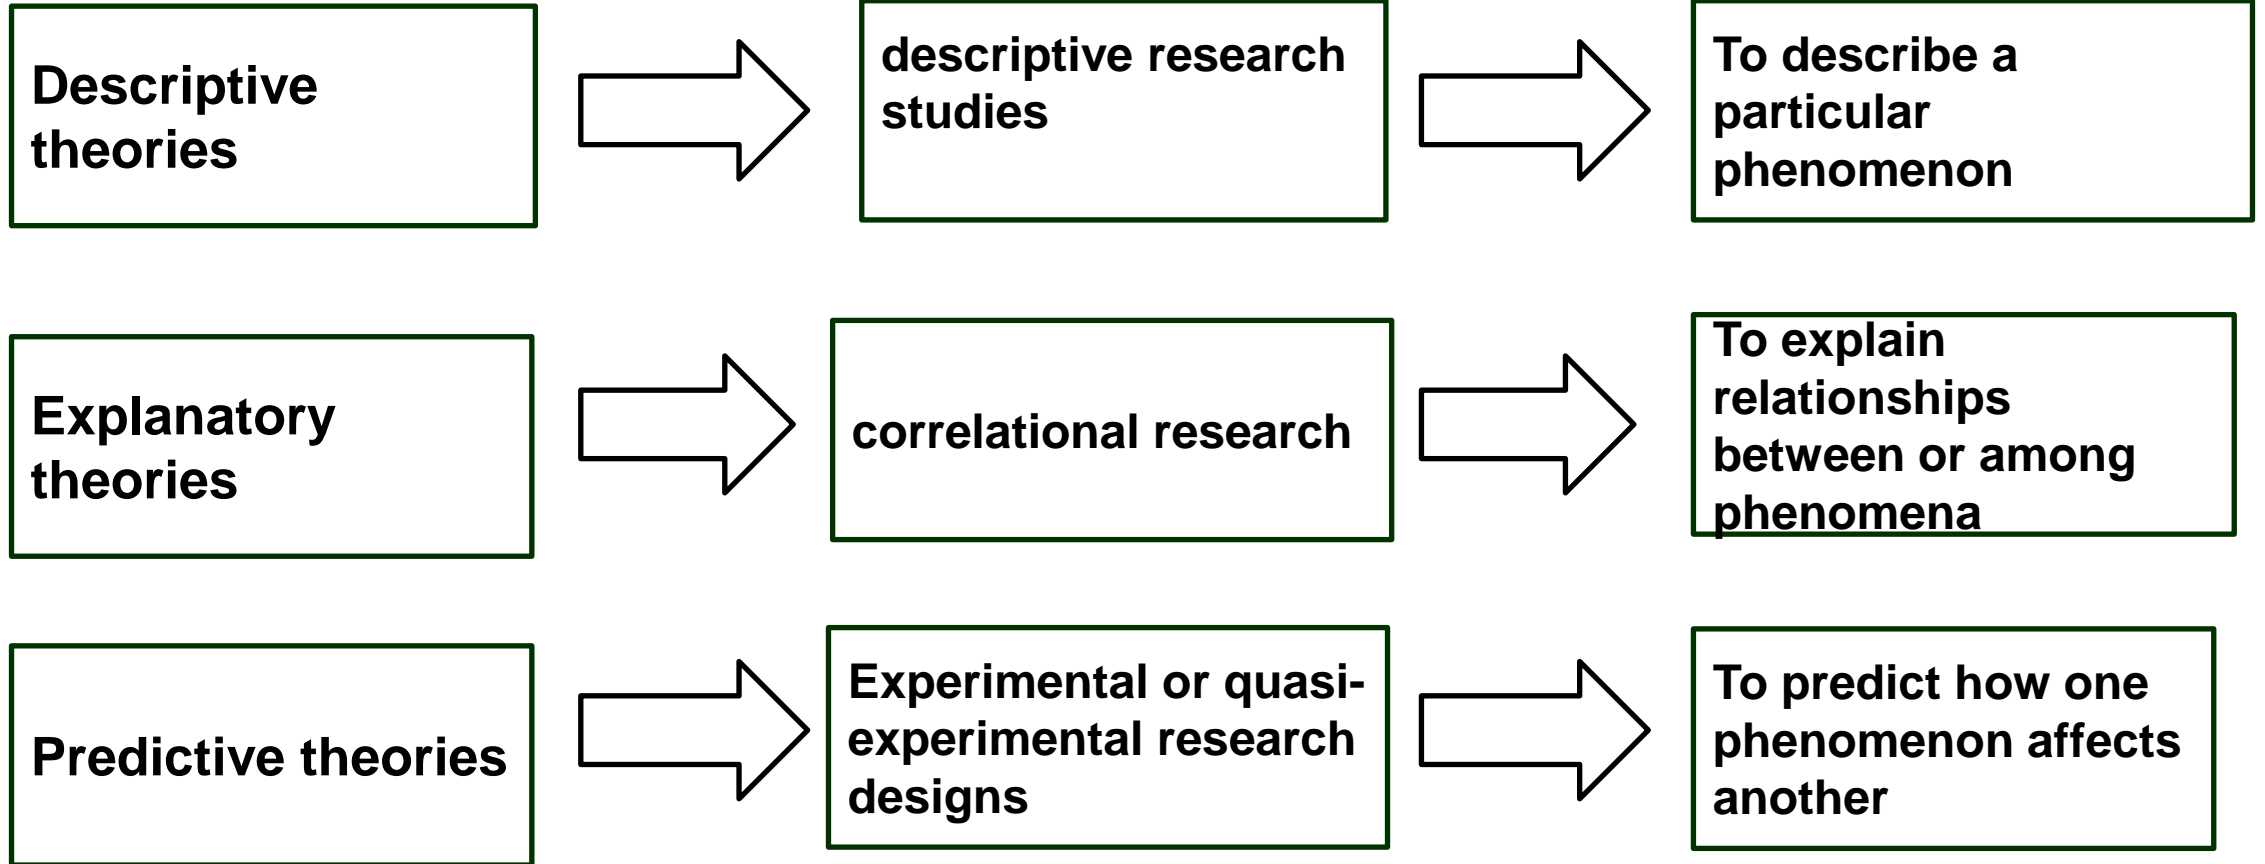 Descriptive
theories
descriptive research
studies
To describe a
particular
phenomenon
Explanatory
theories
correlational research
To explain
relationships
between or among
phenomena
Predictive theories
Experimental or quasi-
experimental research
designs
To predict how one
phenomenon affects
another